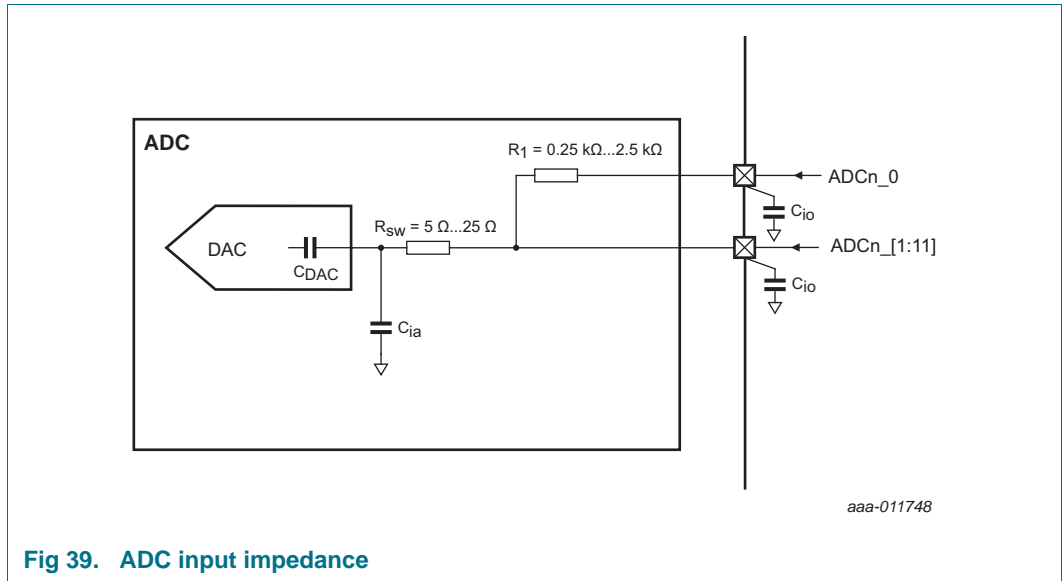 ADC
R1 = 0.25 kΩ...2.5 kΩ
ADCn_0
Cio
Rsw = 5 Ω...25 Ω
DAC
CDAC
ADCn_[1:11]
Cio
Cia
aaa-011748
Fig 39. ADC input impedance